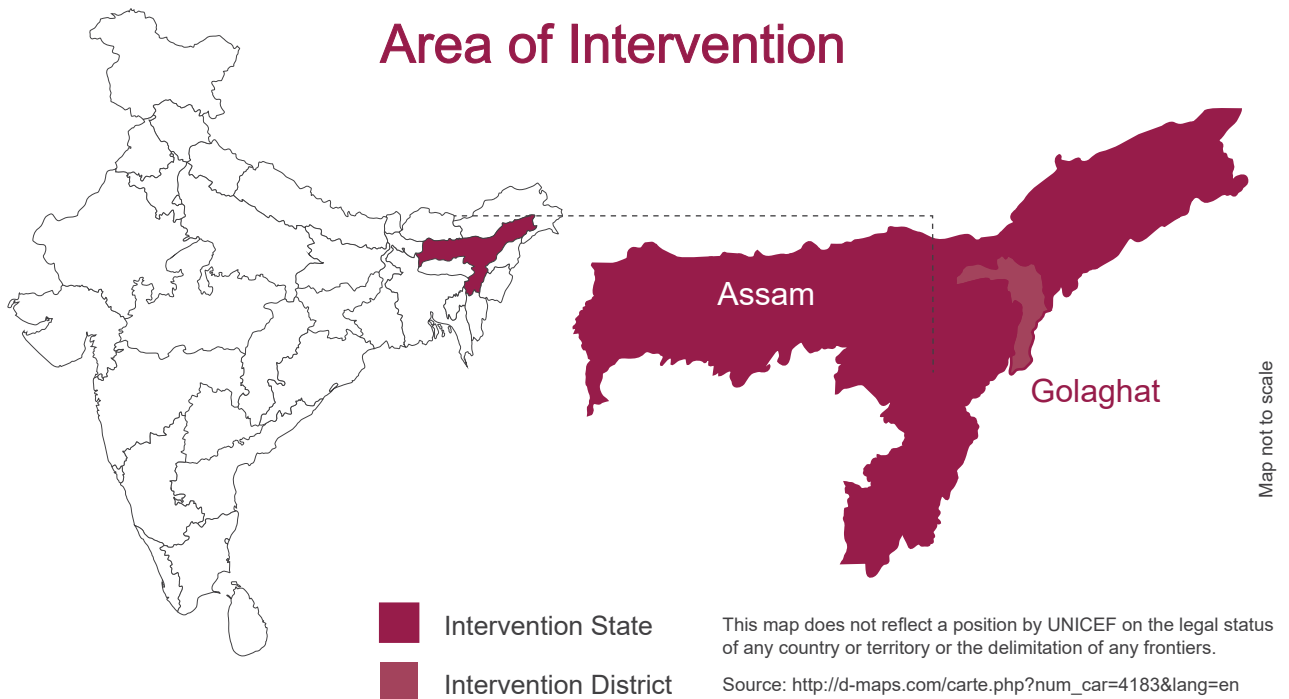 Area of Intervention
Assam
Golaghat
Map not to scale
Intervention State
Intervention District
This map does not reflect a position by UNICEF on the legal status
of any country or territory or the delimitation of any frontiers.
Source: http://d-maps.com/carte.php?num_car=4183&lang=en